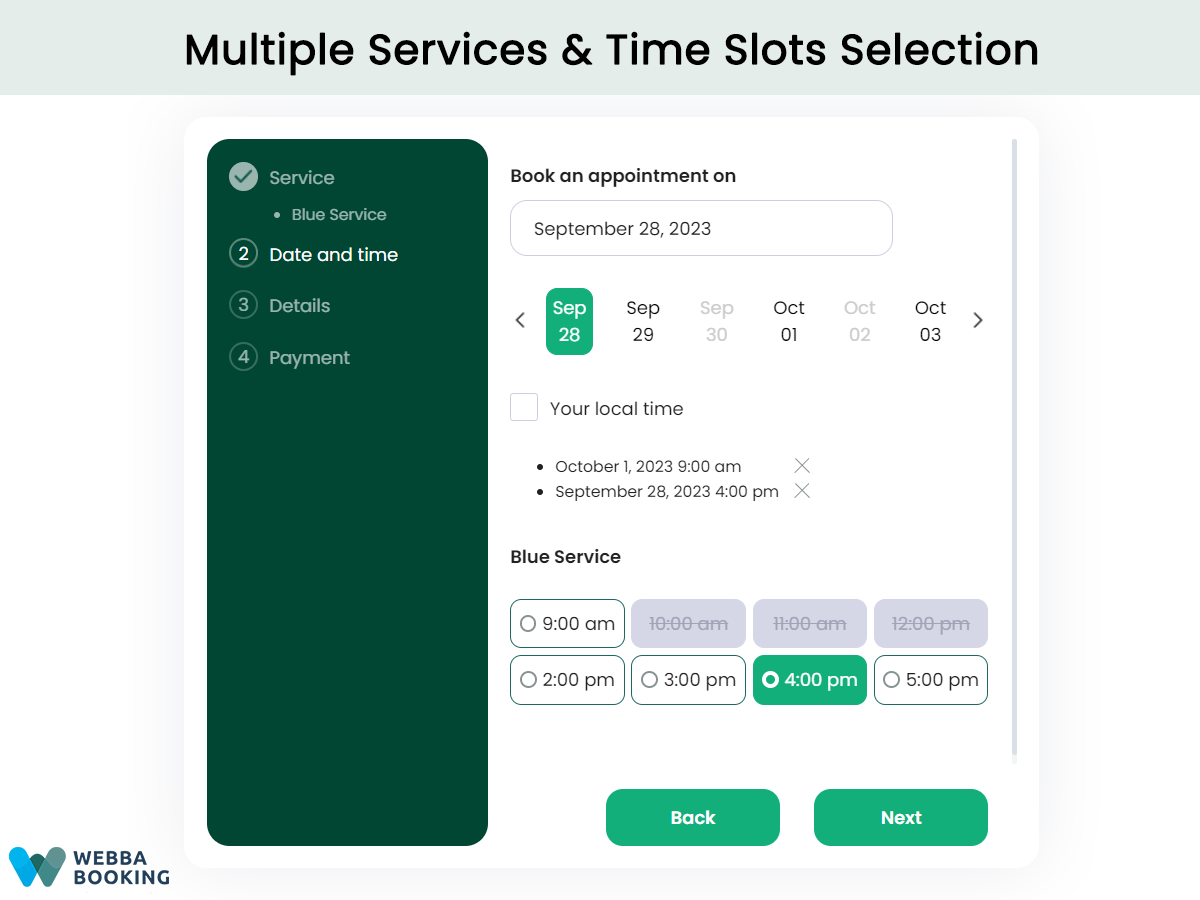 Multiple Services & Time Slots Selection
Service
Blue Service
2 Date and time
3 Details
4 Payment
Book an appointment on
September 28, 2023
Sep 28
Sep 29
Sep 30
Oct 01
Oct 02
Oct 03
Your local time
October 1, 2023 9:00 am
September 28, 2023 4:00 pm
Blue Service
9:00 am 10:00 am 11:00 am 12:00 pm
2:00 pm 3:00 pm 4:00 pm 5:00 pm
Back Next
WEBBA
BOOKING